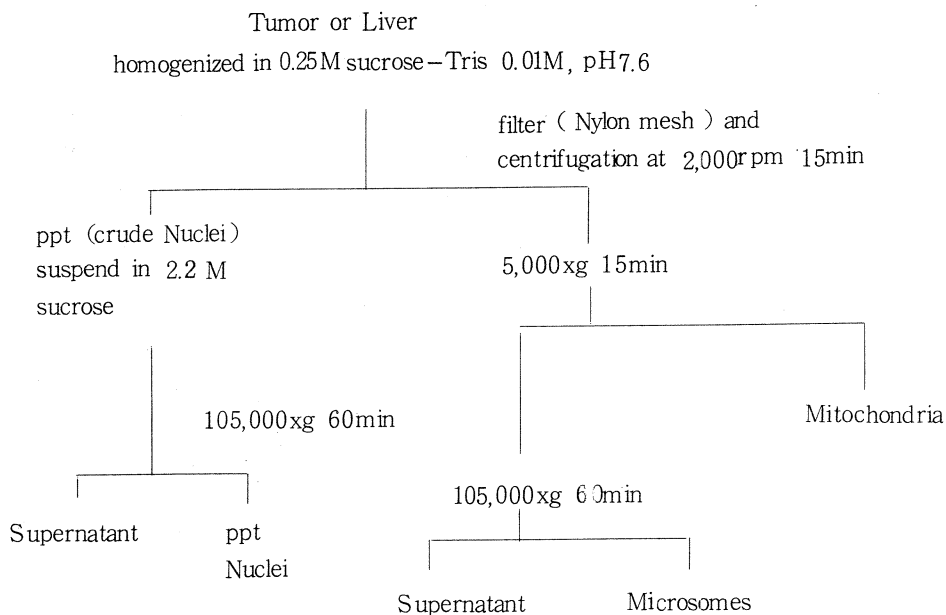 Tumor or Liver
homogenized in 0.25M sucrose-Tris 0.01M, pH7.6
filter ( Nylon mesh ) and
centrifugation at 2,000rpm 15min
ppt (crude Nuclei)
suspend in 2.2 M
sucrose
5,000xg 15min
105,000xg 60min
Mitochondria
105,000xg 60min
Supernatant
ppt
Nuclei
Supernatant
Microsomes